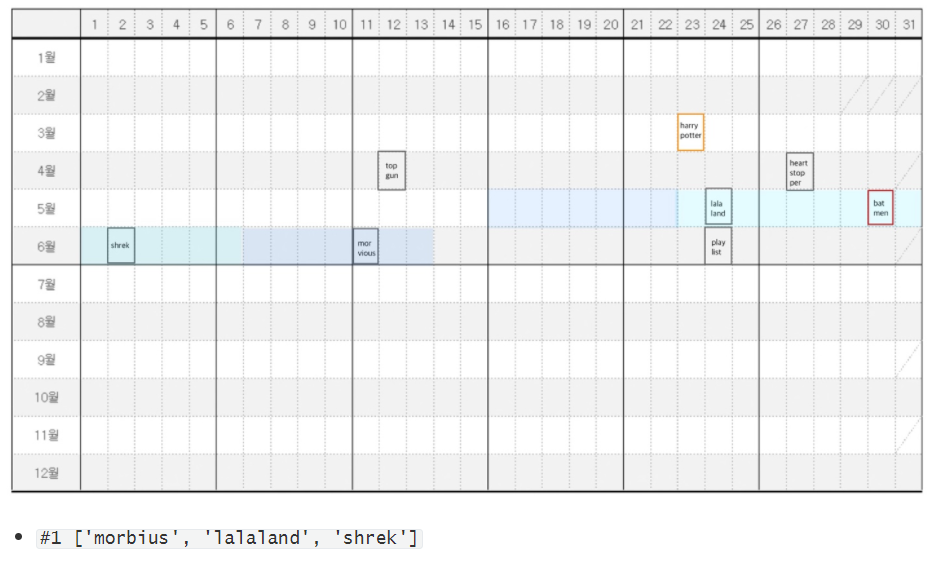 1 2 3 4 5 6 7 8 9 10 11 12 13 14 15 16 17 18 19 20 21 22 23 24 25 26 27 28 29 30 31
1월
2월
3월
harry
potter
4월
top
gun
heart
stop
per
5월
lala
land
bat
men
6월
shrek
mor
vious
play
list
7월
8월
9월
10월
11월
12월
#1 ['morbius', 'lalaland', 'shrek']